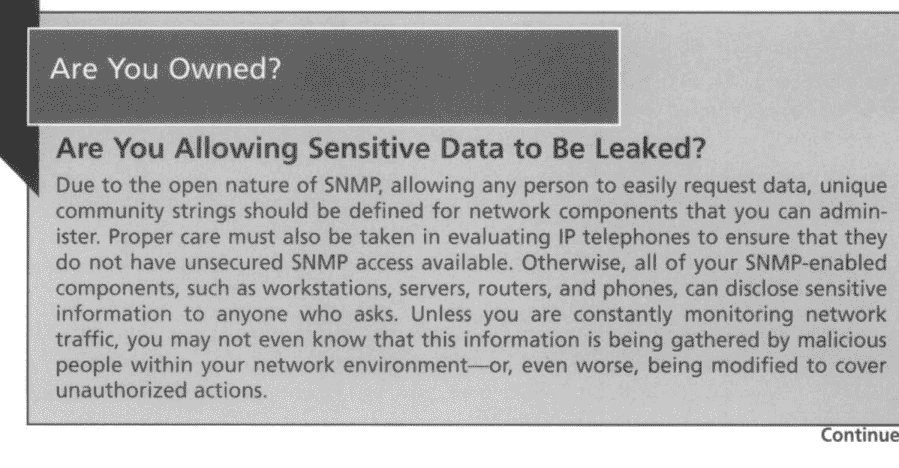 Are You Owned?
Are You Allowing Sensitive Data to Be Leaked?
Due to the open nature of SNMP, allowing any person to easily request data, unique
community strings should be defined for network components that you can admin-
ister. Proper care must also be taken in evaluating IP telephones to ensure that they
do not have unsecured SNMP access available. Otherwise, all of your SNMP-enabled
components, such as workstations, servers, routers, and phones, can disclose sensitive
information to anyone who asks. Unless you are constantly monitoring network
traffic, you may not even know that this information is being gathered by malicious
people within your network environment—or, even worse, being modified to cover
unauthorized actions.
Continue